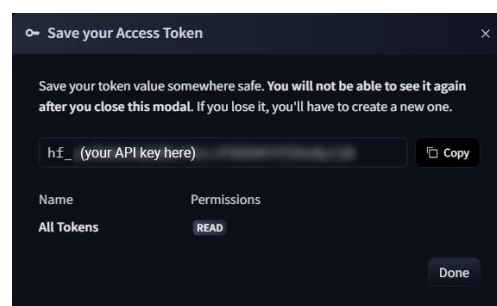 Save your Access Token
Save your token value somewhere safe. You will not be able to see it again
after you close this modal. If you lose it, you'll have to create a new one.
hf_ (your API key here)
Copy
Name Permissions
All Tokens READ
Done